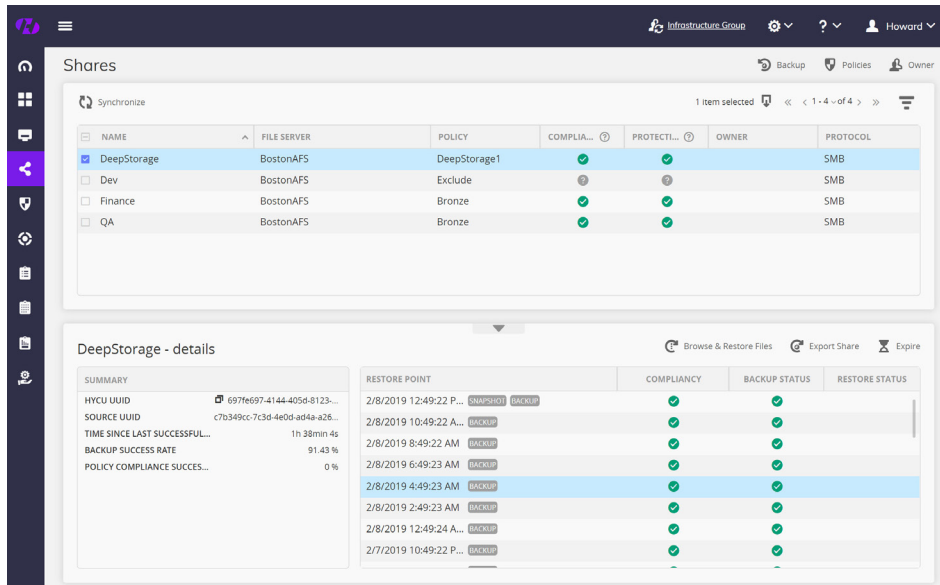 Infrastructure Group
Howard
Shares
Backup
Policies
Owner
Synchronize
1 item selected
1 - 4 of 4
NAME FILE SERVER POLICY COMPLIA... PROTECTI... OWNER PROTOCOL
DeepStorage BostonAFS DeepStorage1 SMB
Dev BostonAFS Exclude SMB
Finance BostonAFS Bronze SMB
QA BostonAFS Bronze SMB
DeepStorage - details
Browse & Restore Files
Export Share
Expire
SUMMARY
HYCU UUID 697fe697-4144-405d-8123-...
SOURCE UUID c7b349cc-7c3d-4e0d-ad4a-a26...
TIME SINCE LAST SUCCESSFUL... 1h 38min 4s
BACKUP SUCCESS RATE 91.43 %
POLICY COMPLIANCE SUCCES... 0 %
RESTORE POINT COMPLIANCY BACKUP STATUS RESTORE STATUS
2/8/2019 12:49:22 P... SNAPSHOT BACKUP
2/8/2019 10:49:22 A... BACKUP
2/8/2019 8:49:22 AM BACKUP
2/8/2019 6:49:23 AM BACKUP
2/8/2019 4:49:23 AM BACKUP
2/8/2019 2:49:23 AM BACKUP
2/8/2019 12:49:24 A... BACKUP
2/7/2019 10:49:22 P... BACKUP